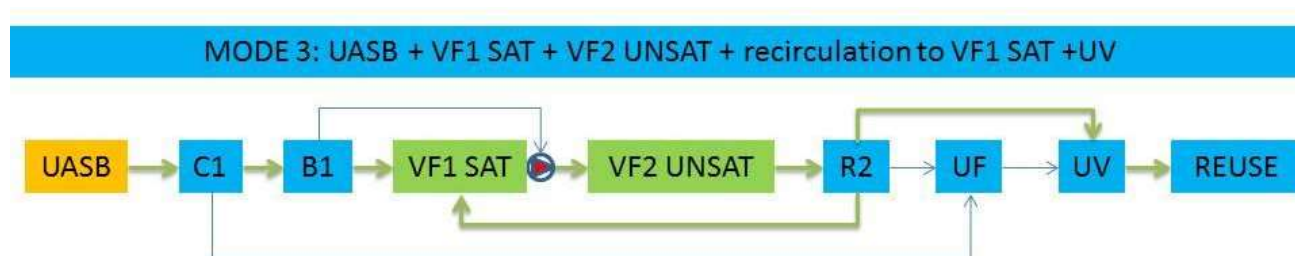 MODE 3: UASB + VF1 SAT + VF2 UNSAT + recirculation to VF1 SAT +UV
UASB C1 B1 VF1 SAT VF2 UNSAT R2 UF UV REUSE